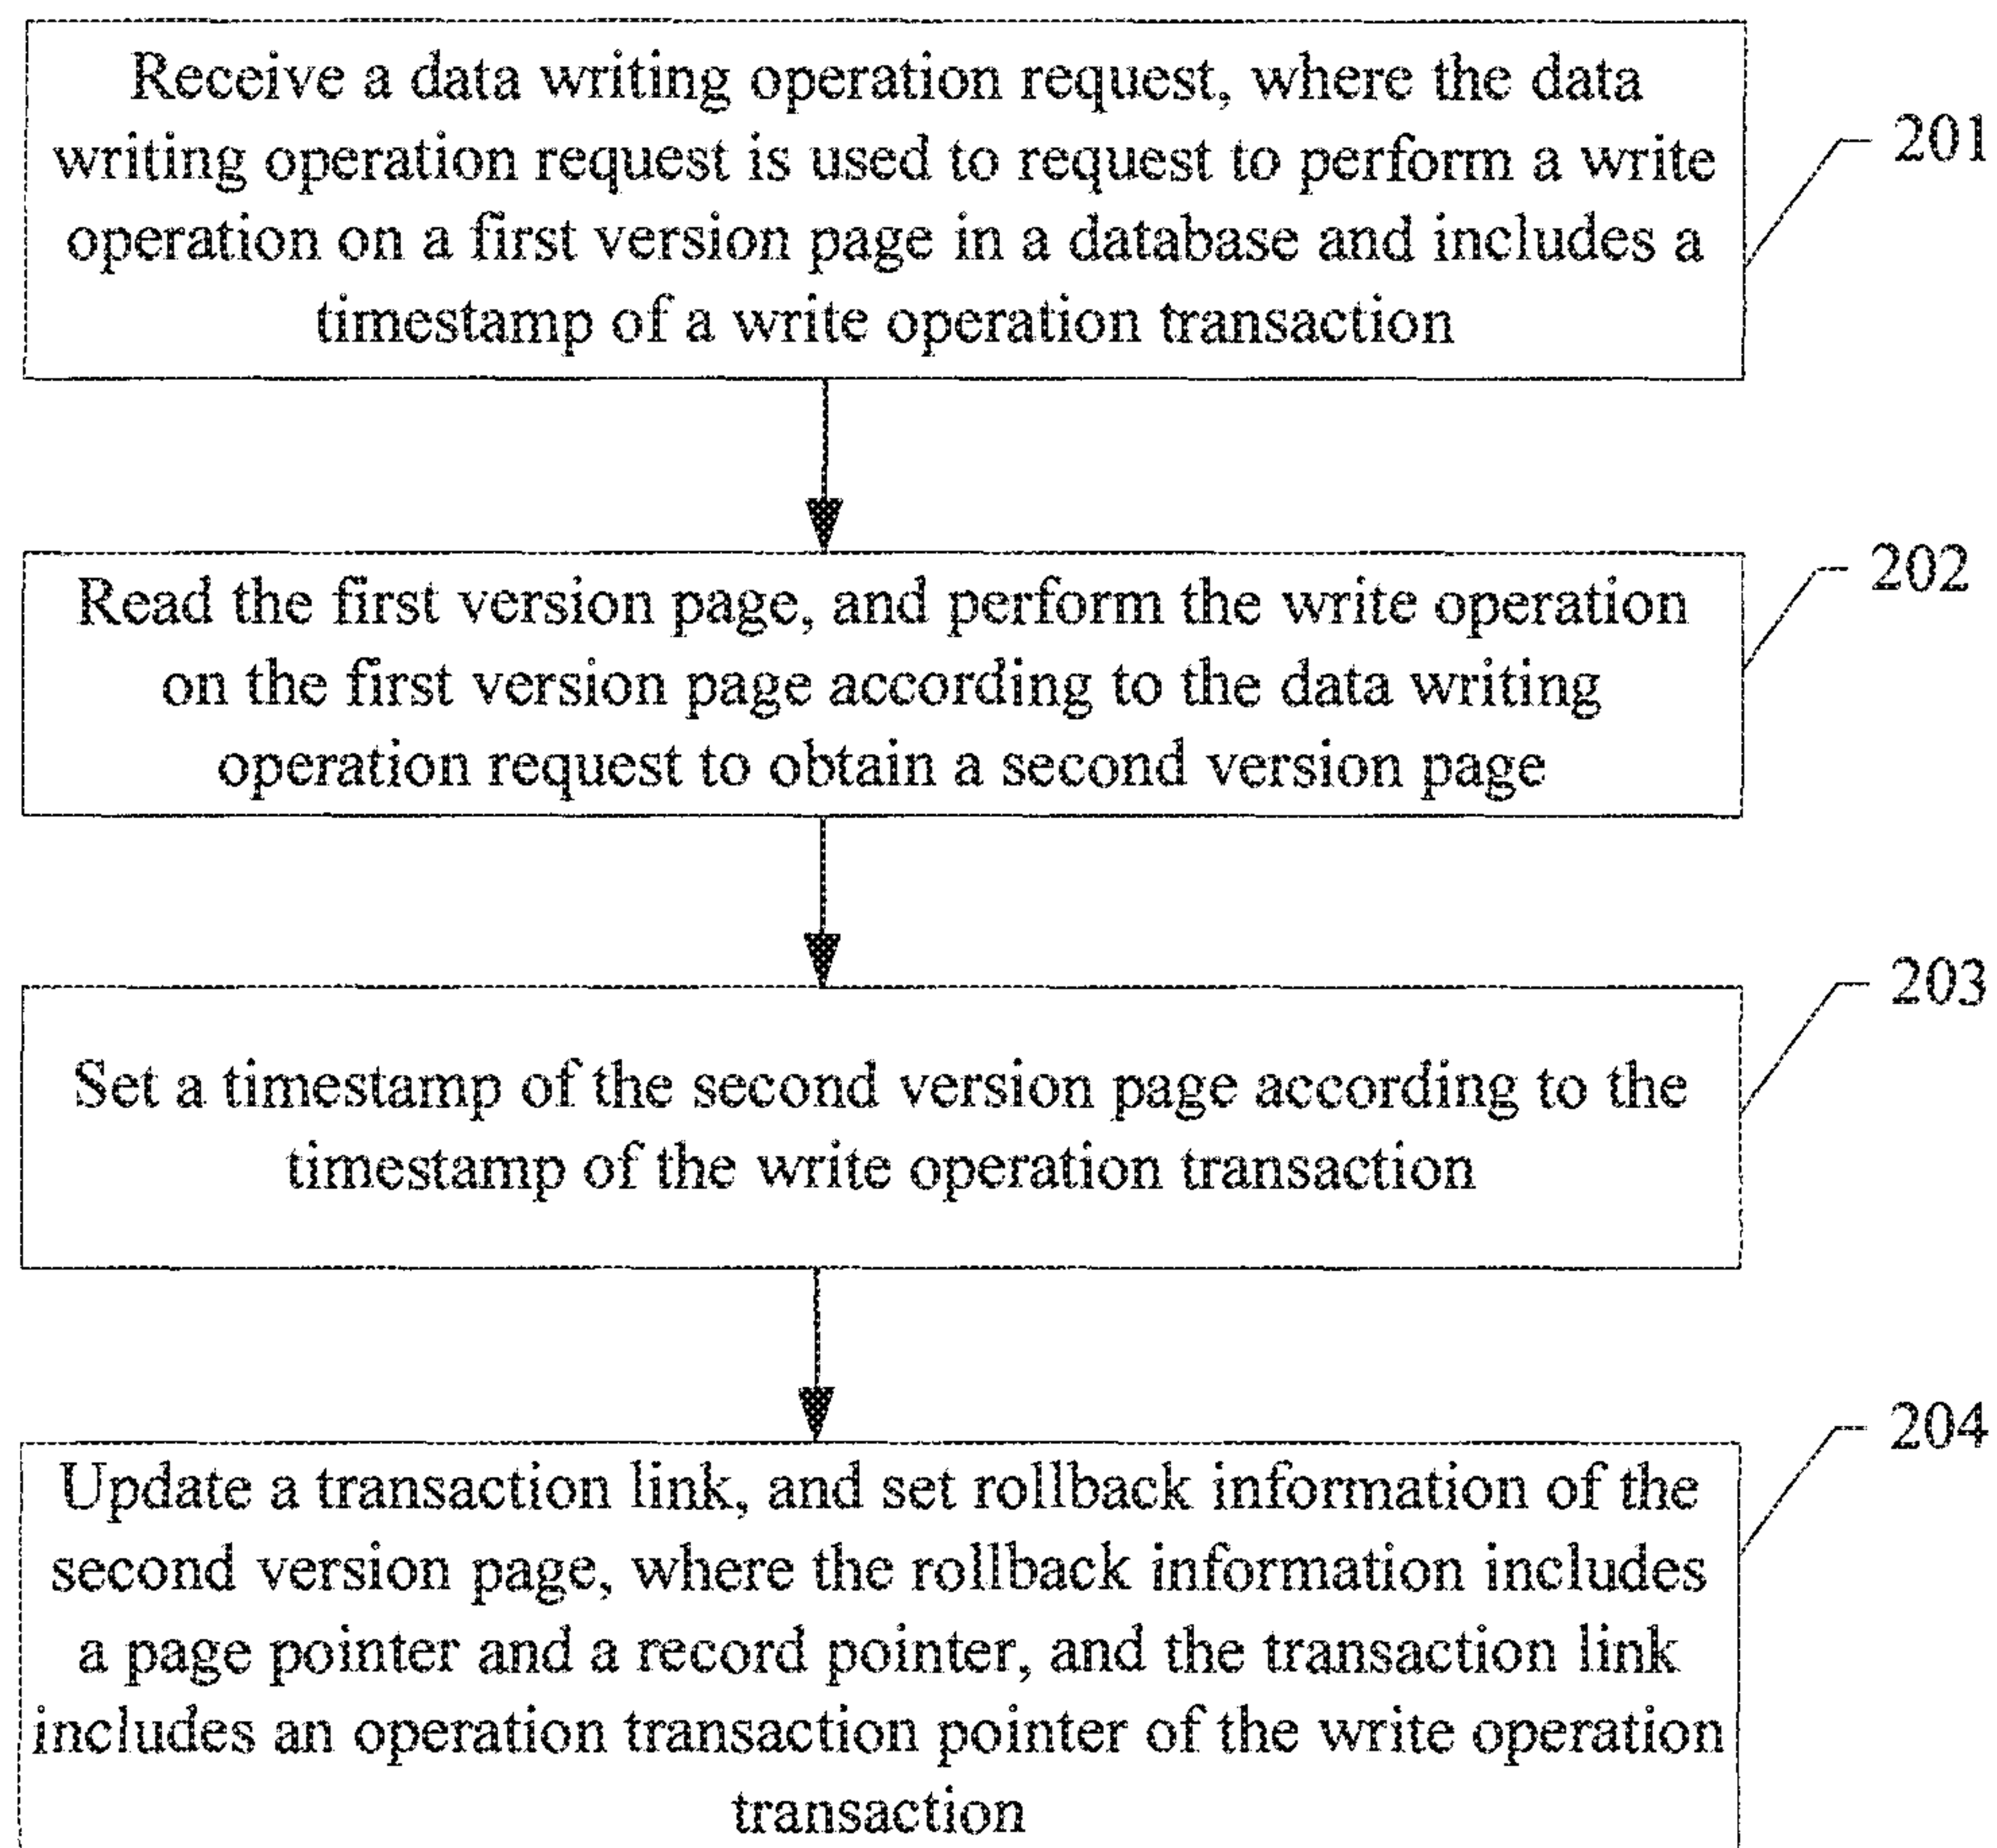 Receive a data writing operation request, where the data
writing operation request is used to request to perform a write
operation on a first version page in a database and includes a
timestamp of a write operation transaction
201
Read the first version page, and perform the write operation
on the first version page according to the data writing
operation request to obtain a second version page
202
Set a timestamp of the second version page according to the
timestamp of the write operation transaction
203
Update a transaction link, and set rollback information of the
second version page, where the rollback information includes
a page pointer and a record pointer, and the transaction link
includes an operation transaction pointer of the write operation
transaction
204